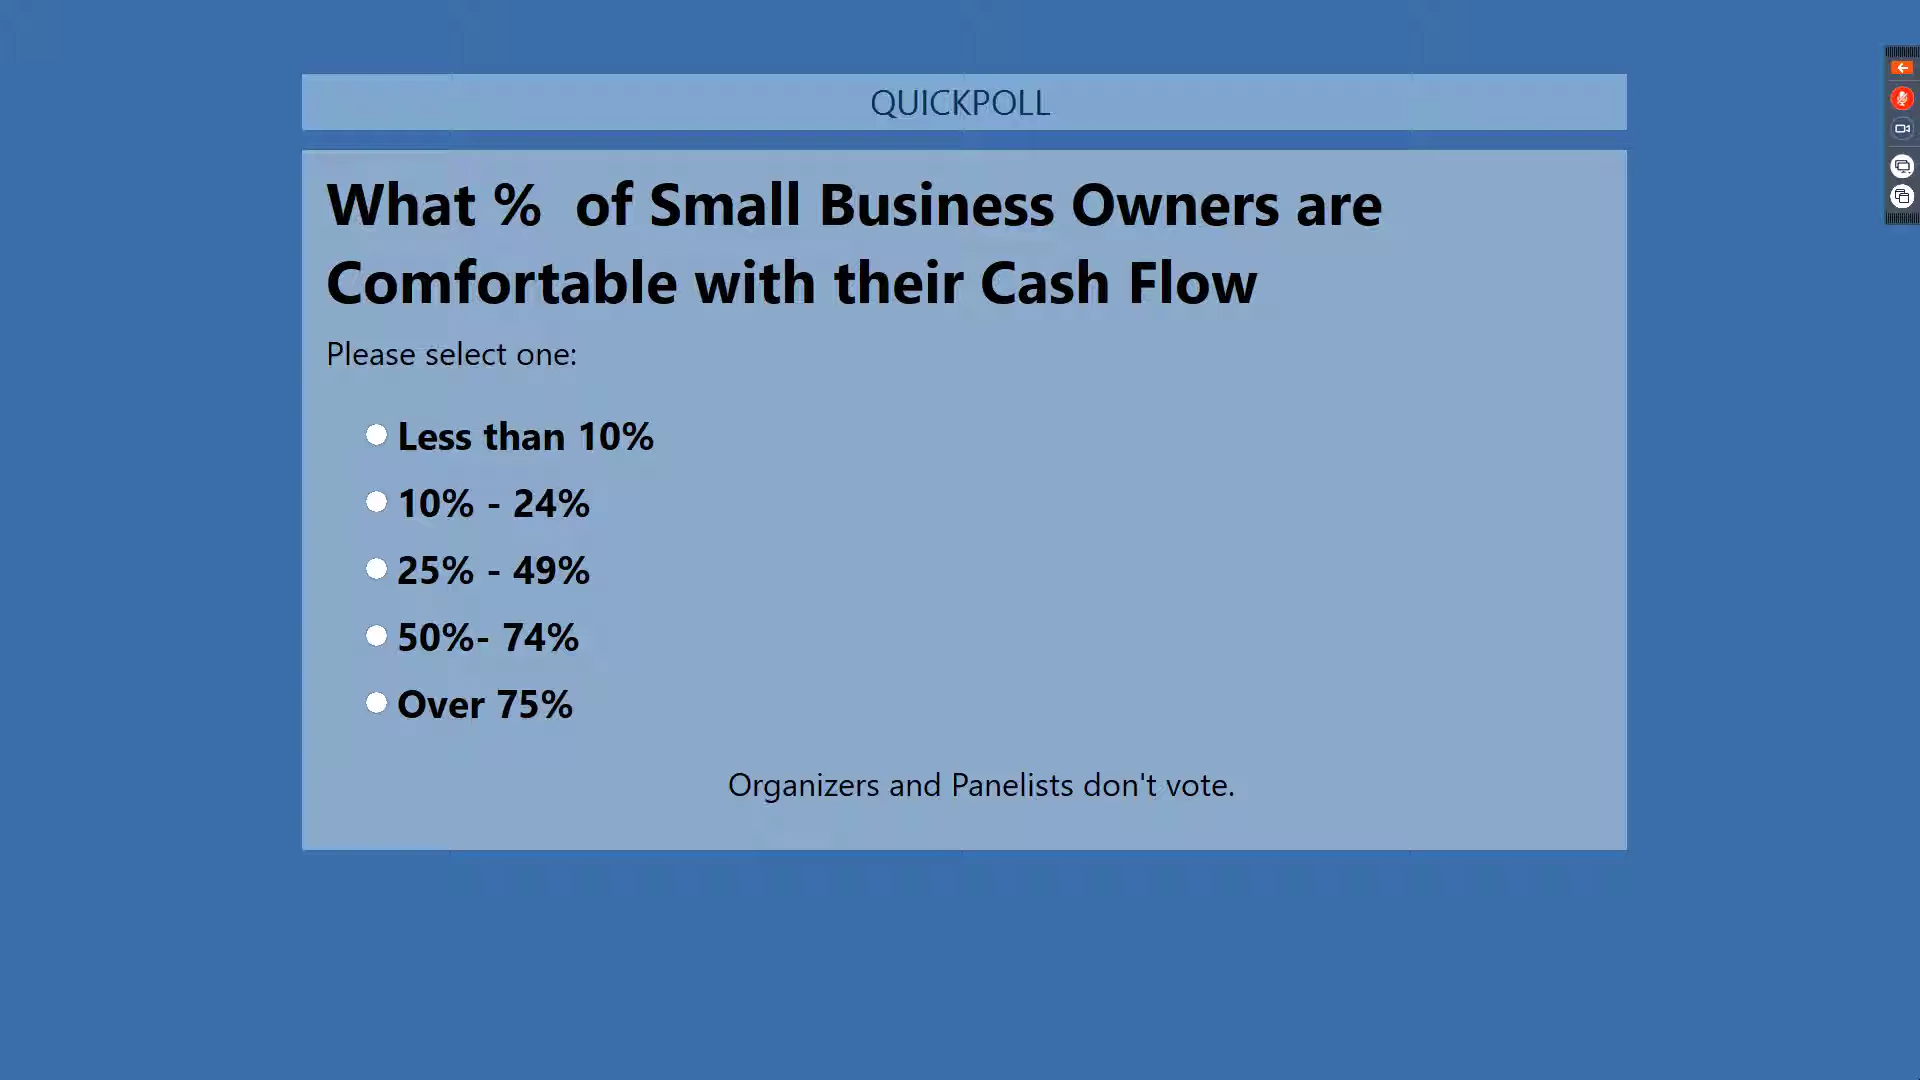 QUICKPOLL
What %  of Small Business Owners are
Comfortable with their Cash Flow
Please select one:
Less than 10%
10% - 24%
25% - 49%
50%- 74%
Over 75%
Organizers and Panelists don't vote.